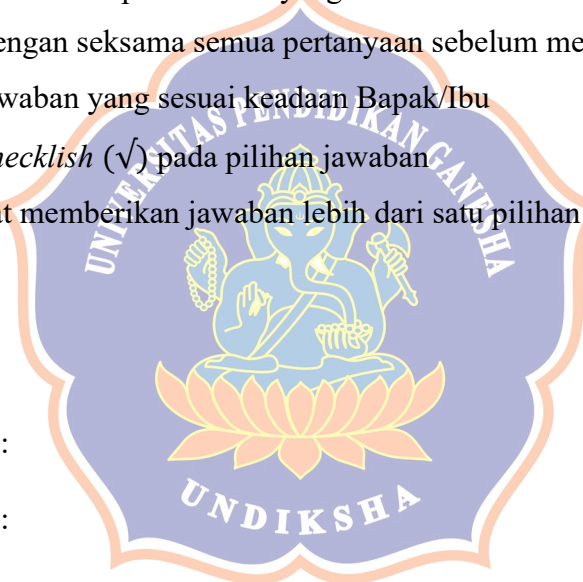 engan seksama semua pertanyaan sebelum me
waban yang sesuai keadaan Bapak/Ibu
hecklish (√) pada pilihan jawaban
at memberikan jawaban lebih dari satu pilihan
UNIVERSITAS PENDIDIKAN GANESHA
:
:
UNDIKSHA